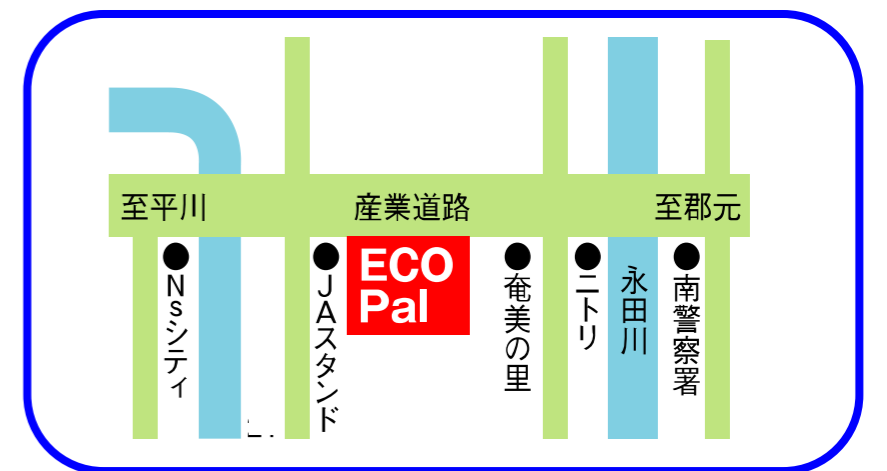 至平川
産業道路
至郡元
Nsシティ
JAスタンド
ECO
Pal
奄美の里
ニトリ
永田川
南警察署